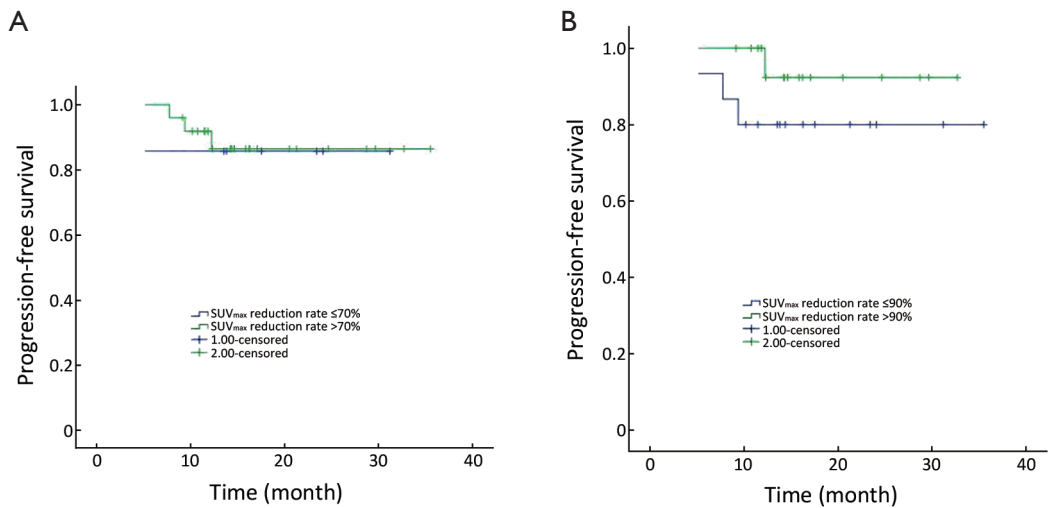 A
Progression-free survival
1.0
0.8
0.6
0.4
0.2
0
SUVmax reduction rate ≤70%
SUVmax reduction rate >70%
1.00-censored
2.00-censored
0 10 20 30 40
Time (month)
B
Progression-free survival
1.0
0.8
0.6
0.4
0.2
0
SUVmax reduction rate ≤90%
SUVmax reduction rate >90%
1.00-censored
2.00-censored
0 10 20 30 40
Time (month)